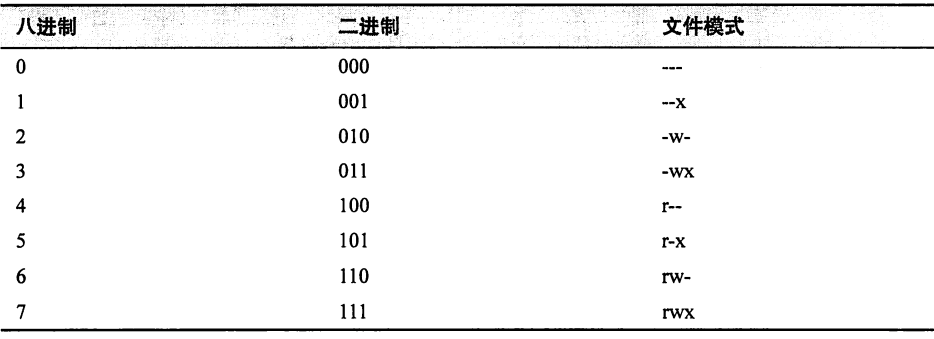 八进制 二进制 文件模式
0 000 ---
1 001 --x
2 010 -w-
3 011 -wx
4 100 r--
5 101 r-x
6 110 rw-
7 111 rwx